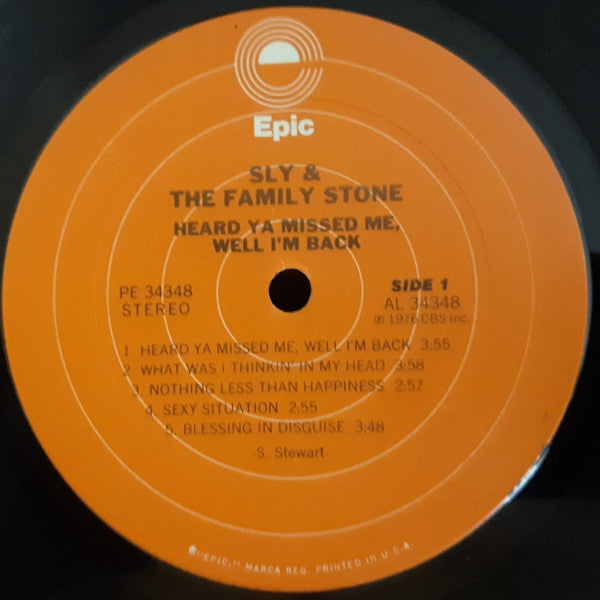 Epic
SLY &
THE FAMILY STONE
HEARD YA MISSED ME,
WELL I'M BACK
PE 34348
STEREO
SIDE 1
AL 34348
℗ 1976 CBS Inc.
1. HEARD YA MISSED ME, WELL I'M BACK 3:55
2. WHAT WAS I THINKIN' IN MY HEAD 3:58
3. NOTHING LESS THAN HAPPINESS 2:57
4. SEXY SITUATION 2:55
5. BLESSING IN DISGUISE 3:48
-S. Stewart-
®"EPIC," MARCA REG. PRINTED IN U.S.A.